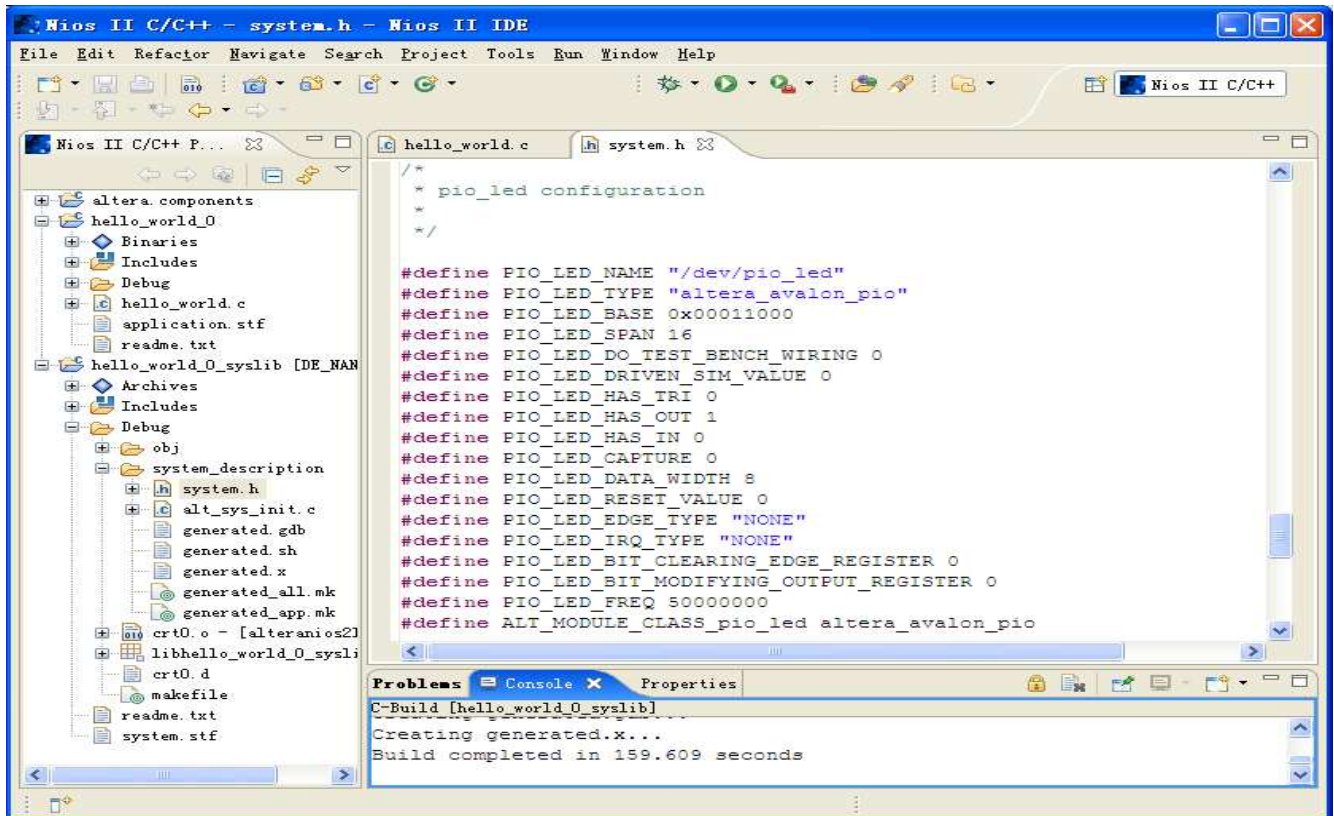 Nios II C/C++ - system.h - Nios II IDE
File Edit Refactor Navigate Search Project Tools Run Window Help
Nios II C/C++
Nios II C/C++ P...
altera.components
hello_world_0
Binaries
Includes
Debug
hello_world.c
application.stf
readme.txt
hello_world_0_syslib [DE_NAN
Archives
Includes
Debug
obj
system_description
system.h
alt_sys_init.c
generated.gdb
generated.sh
generated.x
generated_all.mk
generated_app.mk
crt0.o - [alteranios2]
libhello_world_0_sysli
crt0.d
makefile
readme.txt
system.stf
hello_world.c system.h
/*
* pio_led configuration
*
*/
#define PIO_LED_NAME "/dev/pio_led"
#define PIO_LED_TYPE "altera_avalon_pio"
#define PIO_LED_BASE 0x00011000
#define PIO_LED_SPAN 16
#define PIO_LED_DO_TEST_BENCH_WIRING 0
#define PIO_LED_DRIVEN_SIM_VALUE 0
#define PIO_LED_HAS_TRI 0
#define PIO_LED_HAS_OUT 1
#define PIO_LED_HAS_IN 0
#define PIO_LED_CAPTURE 0
#define PIO_LED_DATA_WIDTH 8
#define PIO_LED_RESET_VALUE 0
#define PIO_LED_EDGE_TYPE "NONE"
#define PIO_LED_IRQ_TYPE "NONE"
#define PIO_LED_BIT_CLEARING_EDGE_REGISTER 0
#define PIO_LED_BIT_MODIFYING_OUTPUT_REGISTER 0
#define PIO_LED_FREQ 50000000
#define ALT_MODULE_CLASS_pio_led altera_avalon_pio
Problems Console Properties
C-Build [hello_world_0_syslib]
Creating generated.x...
Build completed in 159.609 seconds